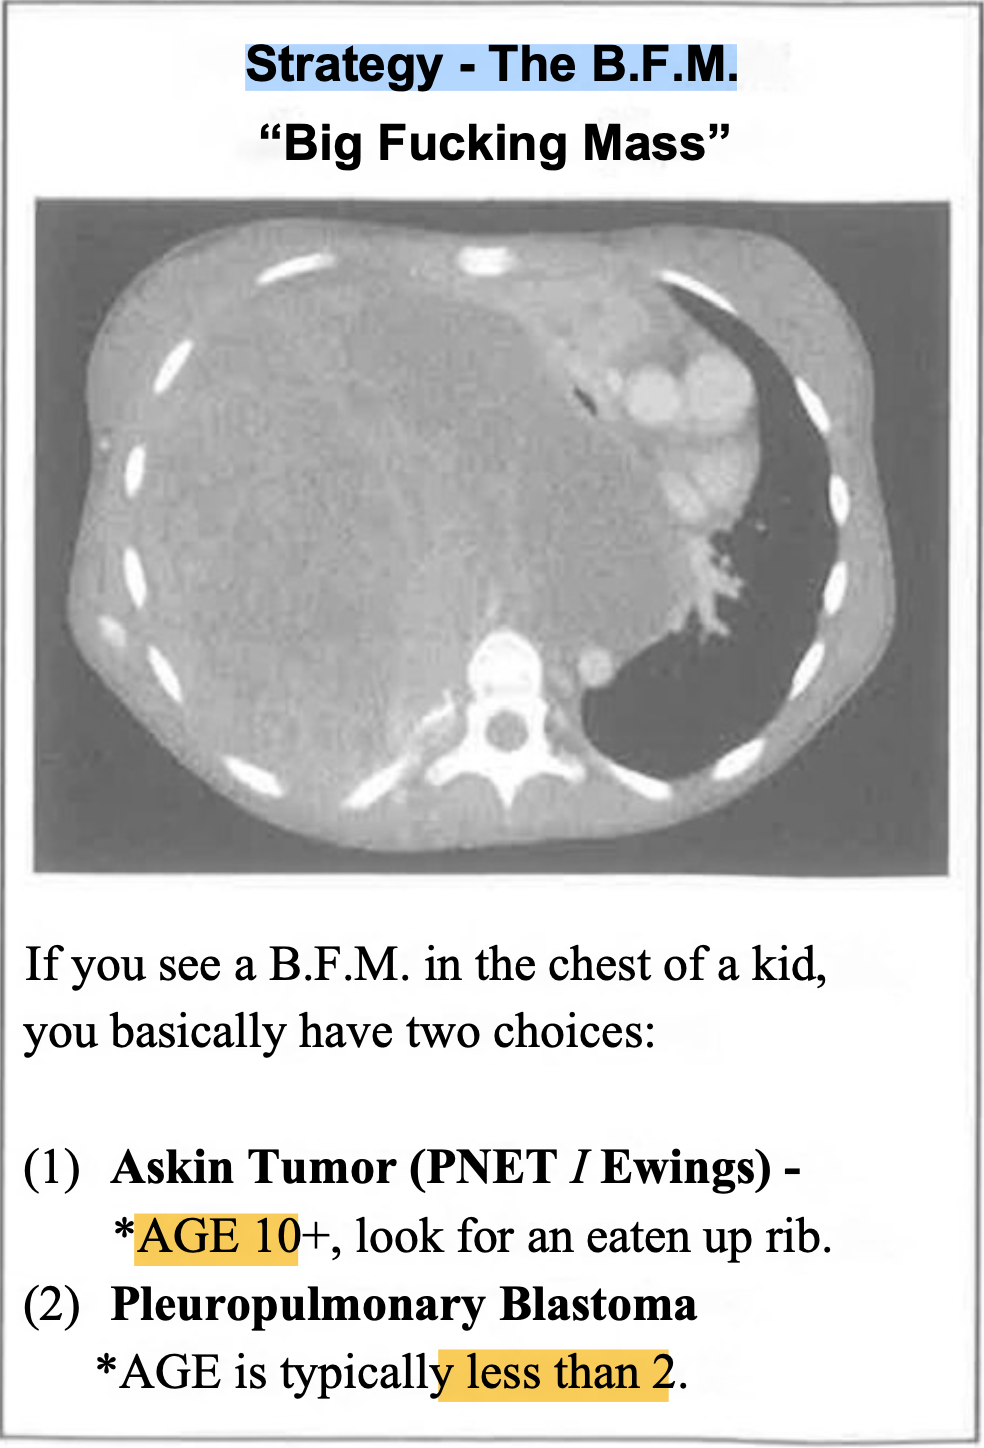 Strategy - The B.F.M.
“Big Fucking Mass”
If you see a B.F.M. in the chest of a kid,
you basically have two choices:
(1) Askin Tumor (PNET I Ewings) -
*AGE 10+, look for an eaten up rib.
(2) Pleuropulmonary Blastoma
*AGE is typically less than 2.